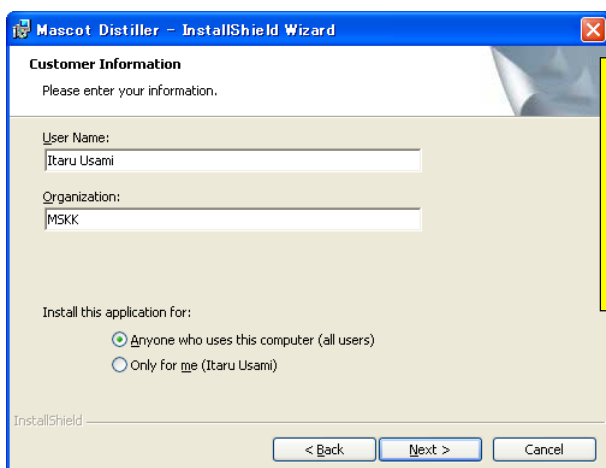 Mascot Distiller - InstallShield Wizard
Customer Information
Please enter your information.
User Name:
Itaru Usami
Organization:
MSKK
Install this application for:
Anyone who uses this computer (all users)
Only for me (Itaru Usami)
InstallShield
< Back Next > Cancel